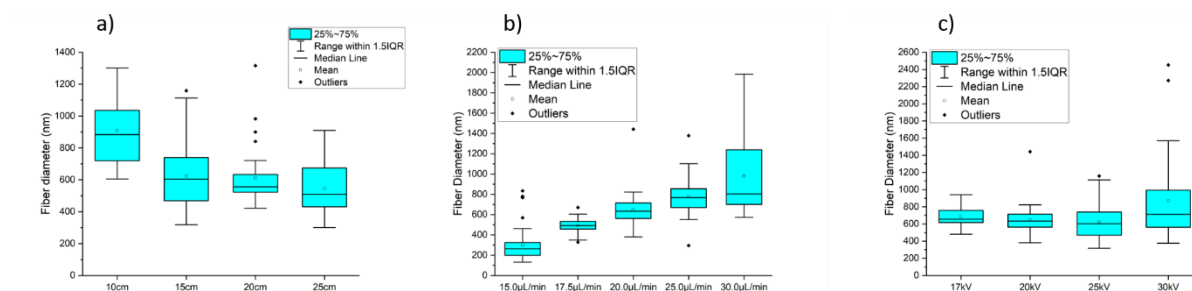 a)
25%~75%
Range within 1.5IQR
Median Line
Mean
Outliers
1400
1200
1000
800
600
400
200
0
Fiber diameter (nm)
10cm 15cm 20cm 25cm
b)
25%~75%
Range within 1.5IQR
Median Line
Mean
Outliers
2200
2000
1800
1600
1400
1200
1000
800
600
400
200
0
Fiber Diameter (nm)
15.0μL/min 17.5μL/min 20.0μL/min 25.0μL/min 30.0μL/min
c)
25%~75%
Range within 1.5IQR
Median Line
Mean
Outliers
2600
2400
2200
2000
1800
1600
1400
1200
1000
800
600
400
200
0
Fiber Diameter (nm)
17kV 20kV 25kV 30kV